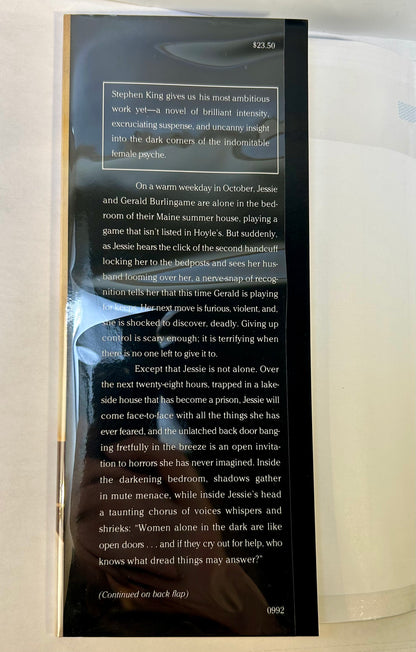 $23.50
Stephen King gives us his most ambitious
work yet—a novel of brilliant intensity,
excruciating suspense, and uncanny insight
into the dark corners of the indomitable
female psyche.
On a warm weekday in October, Jessie
and Gerald Burlingame are alone in the bed-
room of their Maine summer house, playing a
game that isn't listed in Hoyle's. But suddenly,
as Jessie hears the click of the second handcuff
locking her to the bedposts and sees her hus-
band looming over her, a nerve-snap of recog-
nition tells her that this time Gerald is playing
for keeps. Her next move is furious, violent, and,
she is shocked to discover, deadly. Giving up
control is scary enough; it is terrifying when
there is no one left to give it to.
Except that Jessie is not alone. Over
the next twenty-eight hours, trapped in a lake-
side house that has become a prison, Jessie will
come face-to-face with all the things she has
ever feared, and the unlatched back door bang-
ing fretfully in the breeze is an open invita-
tion to horrors she has never imagined. Inside
the darkening bedroom, shadows gather
in mute menace, while inside Jessie's head
a taunting chorus of voices whispers and
shrieks: "Women alone in the dark are like
open doors . . . and if they cry out for help, who
knows what dread things may answer?"
(Continued on back flap)
0992